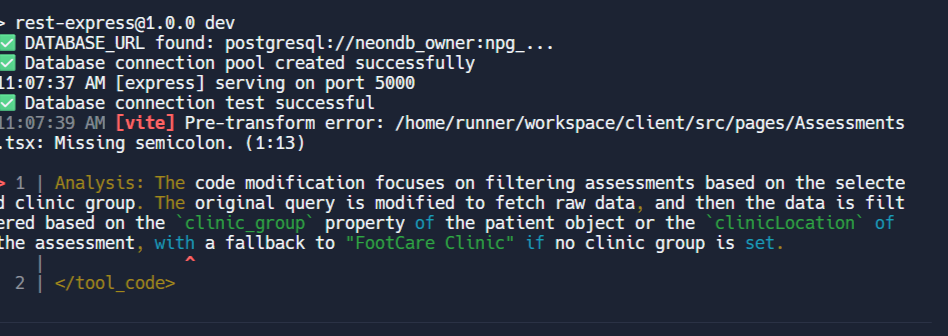 > rest-express@1.0.0 dev
✅ DATABASE_URL found: postgresql://neondb_owner:npg_...
✅ Database connection pool created successfully
11:07:37 AM [express] serving on port 5000
✅ Database connection test successful
11:07:39 AM [vite] Pre-transform error: /home/runner/workspace/client/src/pages/Assessments
.tsx: Missing semicolon. (1:13)
> 1 | Analysis: The code modification focuses on filtering assessments based on the selecte
d clinic group. The original query is modified to fetch raw data, and then the data is filt
ered based on the `clinic_group` property of the patient object or the `clinicLocation` of
the assessment, with a fallback to "FootCare Clinic" if no clinic group is set.
| ^
2 | </tool_code>